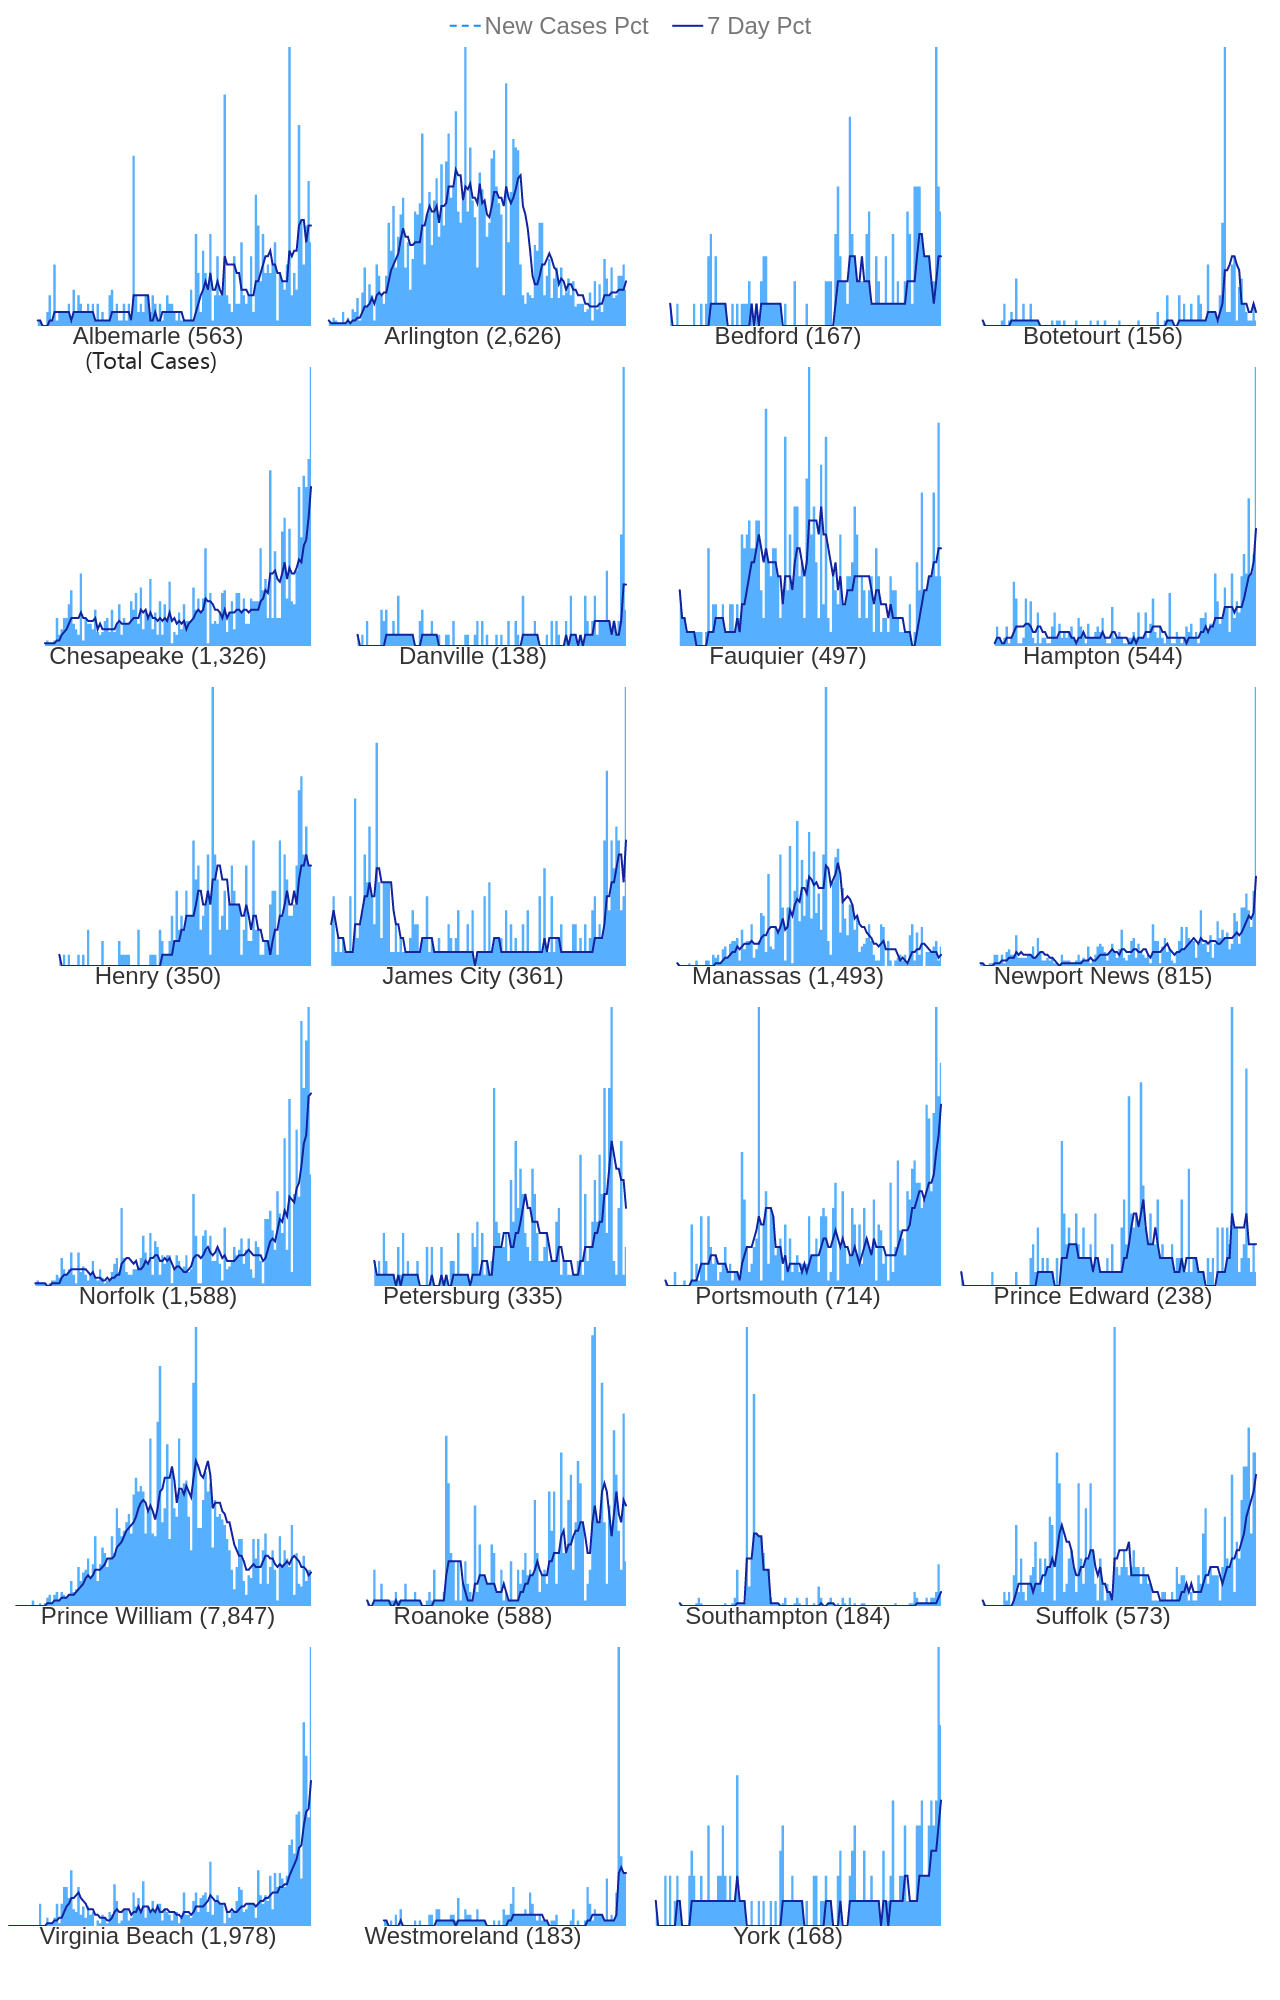 New Cases Pct 7 Day Pct
Albemarle (563) Arlington (2,626) Bedford (167) Botetourt (156)
(Total Cases)
Chesapeake (1,326) Danville (138) Fauquier (497) Hampton (544)
Henry (350) James City (361) Manassas (1,493) Newport News (815)
Norfolk (1,588) Petersburg (335) Portsmouth (714) Prince Edward (238)
Prince William (7,847) Roanoke (588) Southampton (184) Suffolk (573)
Virginia Beach (1,978) Westmoreland (183) York (168)